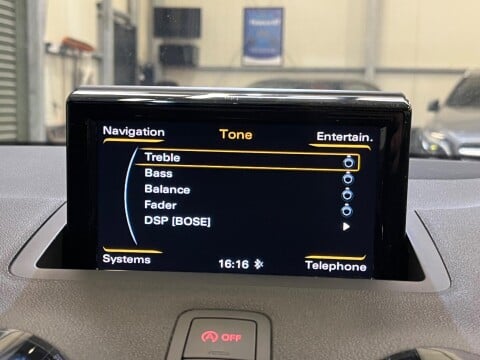 Navigation
Tone
Entertain.
Treble
Bass
Balance
Fader
DSP [BOSE]
Systems
16:16
Telephone
OFF